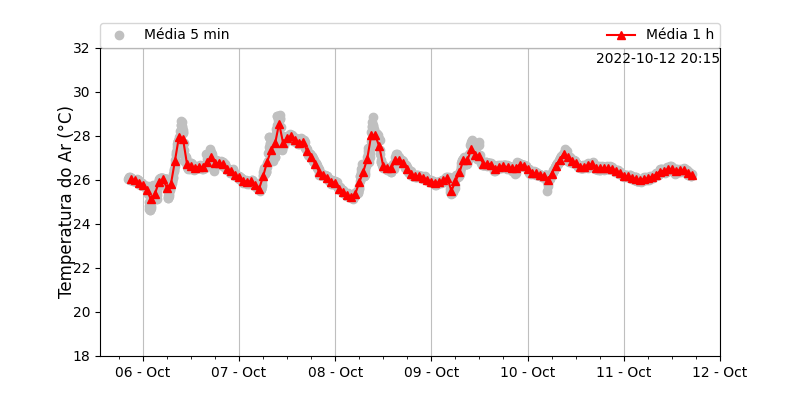 Média 5 min
Média 1 h
2022-10-12 20:15
Temperatura do Ar (°C)
32
30
28
26
24
22
20
18
06 - Oct
07 - Oct
08 - Oct
09 - Oct
10 - Oct
11 - Oct
12 - Oct